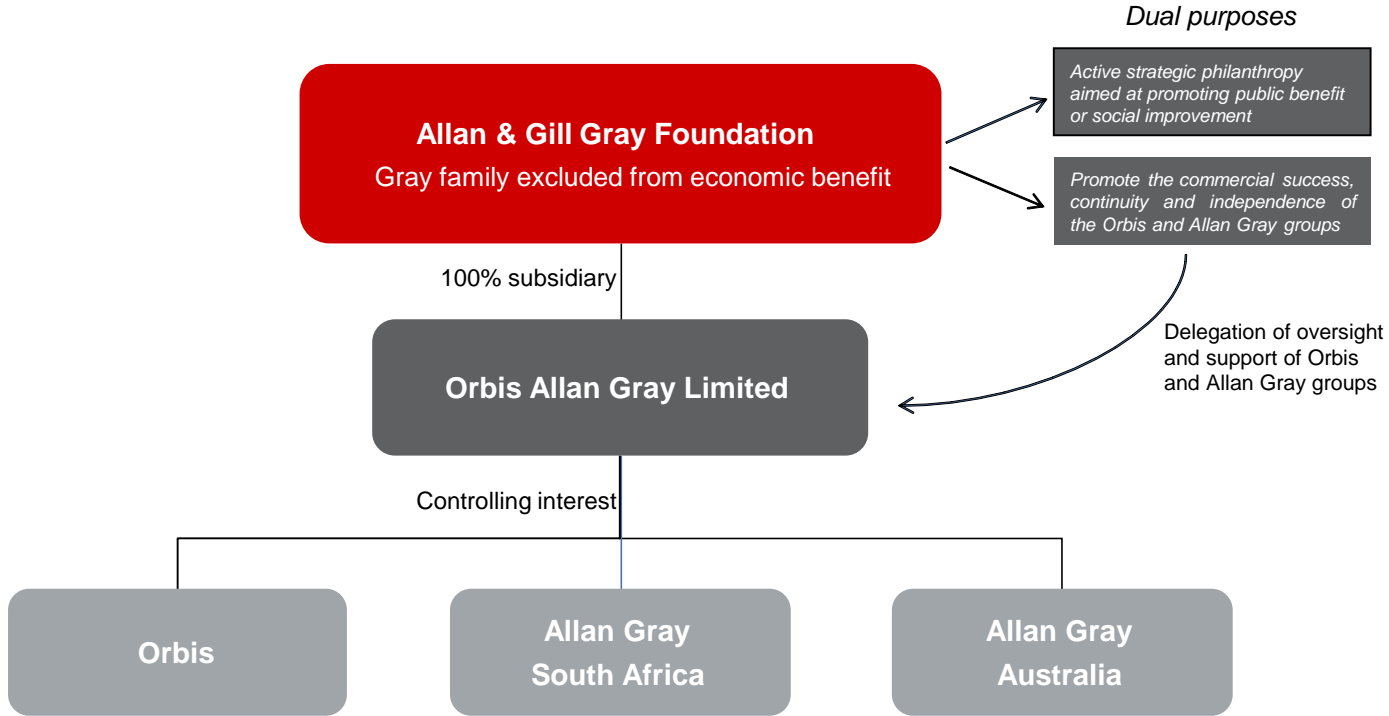 Dual purposes
Active strategic philanthropy
aimed at promoting public benefit
or social improvement
Allan & Gill Gray Foundation
Gray family excluded from economic benefit
Promote the commercial success,
continuity and independence of
the Orbis and Allan Gray groups
100% subsidiary
Delegation of oversight
and support of Orbis
and Allan Gray groups
Orbis Allan Gray Limited
Controlling interest
Orbis
Allan Gray
South Africa
Allan Gray
Australia